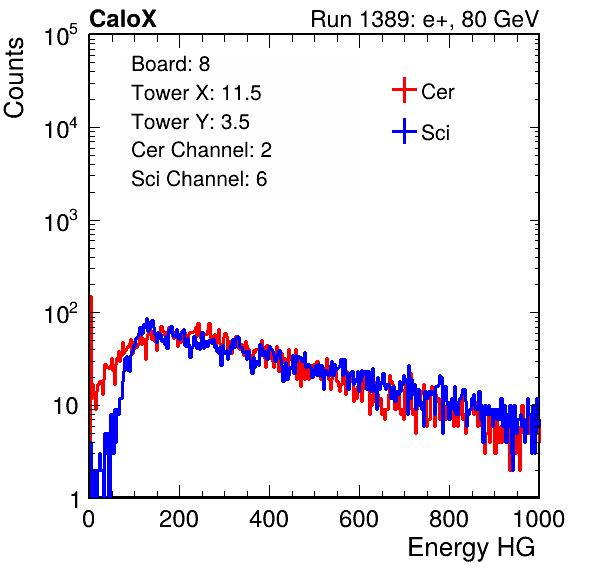 CaloX Run 1389: e+, 80 GeV
Counts
10^5
10^4
10^3
10^2
10
1
Board: 8
Tower X: 11.5
Tower Y: 3.5
Cer Channel: 2
Sci Channel: 6
Cer
Sci
0 200 400 600 800 1000
Energy HG